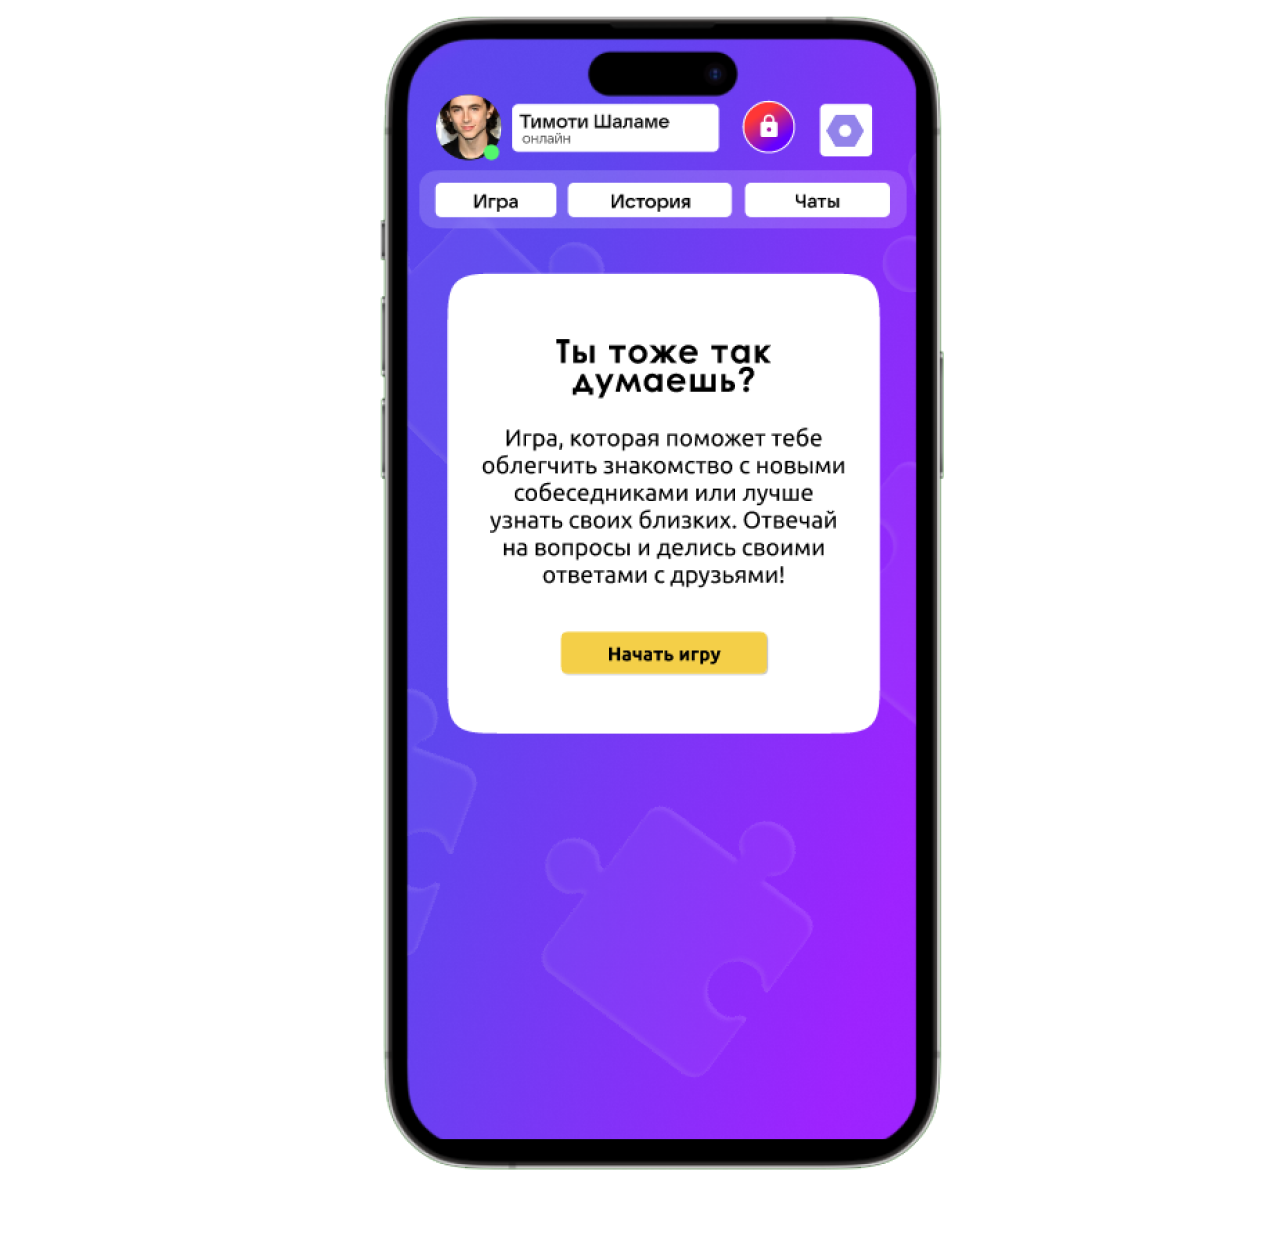 Тимоти Шаламе
онлайн
Игра
История
Чаты
Ты тоже так
думаешь?
Игра, которая поможет тебе
облегчить знакомство с новыми
собеседниками или лучше
узнать своих близких. Отвечай
на вопросы и делись своими
ответами с друзьями!
Начать игру